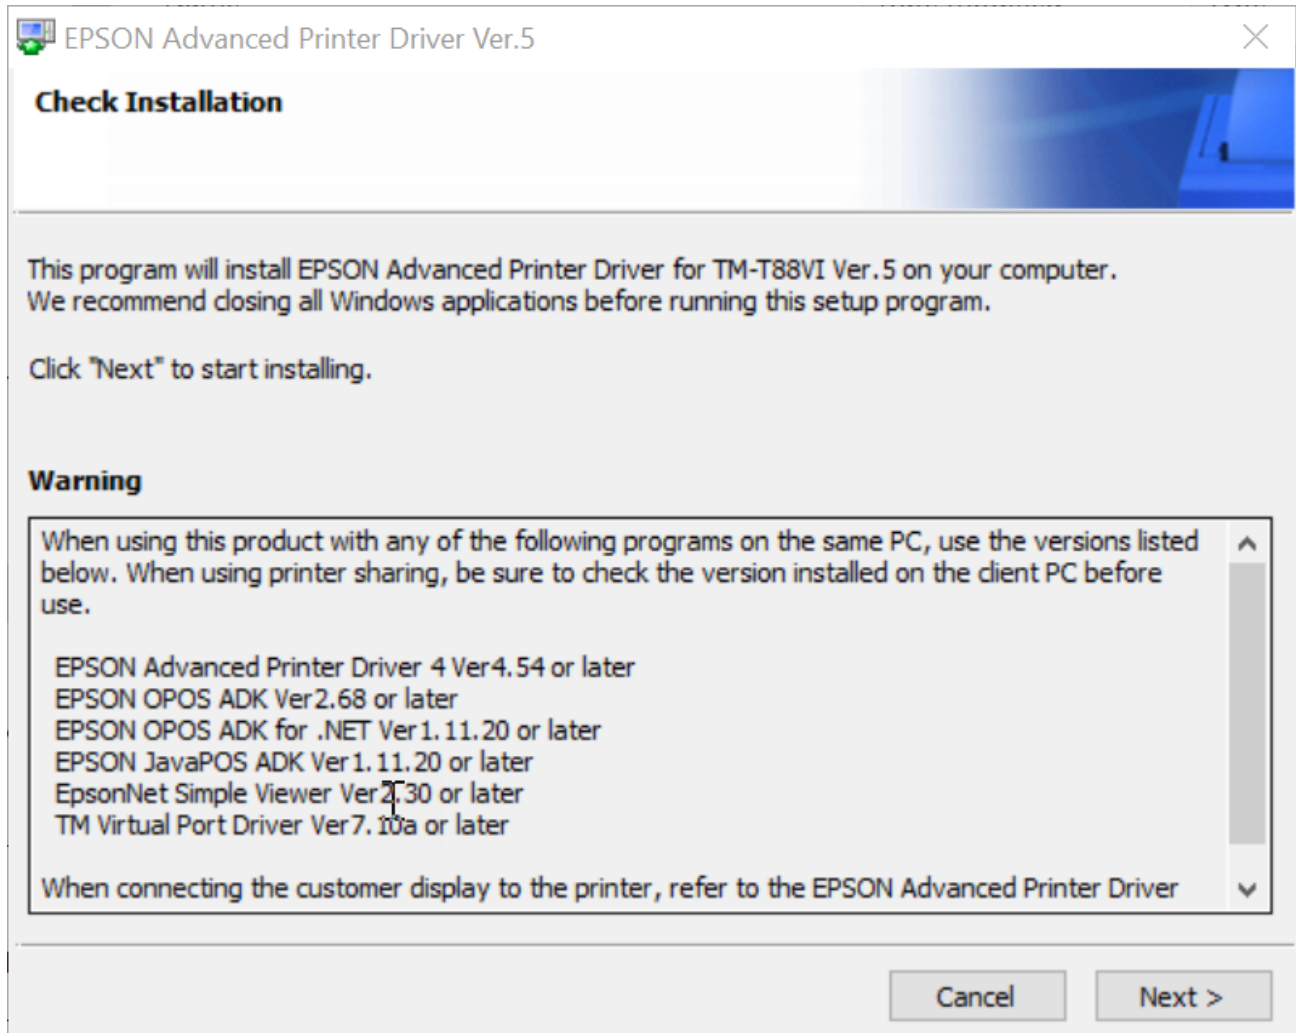 EPSON Advanced Printer Driver Ver.5
Check Installation
This program will install EPSON Advanced Printer Driver for TM-T88VI Ver.5 on your computer.
We recommend closing all Windows applications before running this setup program.
Click "Next" to start installing.
Warning
When using this product with any of the following programs on the same PC, use the versions listed
below. When using printer sharing, be sure to check the version installed on the client PC before
use.
EPSON Advanced Printer Driver 4 Ver4.54 or later
EPSON OPOS ADK Ver2.68 or later
EPSON OPOS ADK for .NET Ver1.11.20 or later
EPSON JavaPOS ADK Ver1.11.20 or later
EpsonNet Simple Viewer Ver2.30 or later
TM Virtual Port Driver Ver7.10a or later
When connecting the customer display to the printer, refer to the EPSON Advanced Printer Driver
Cancel
Next >